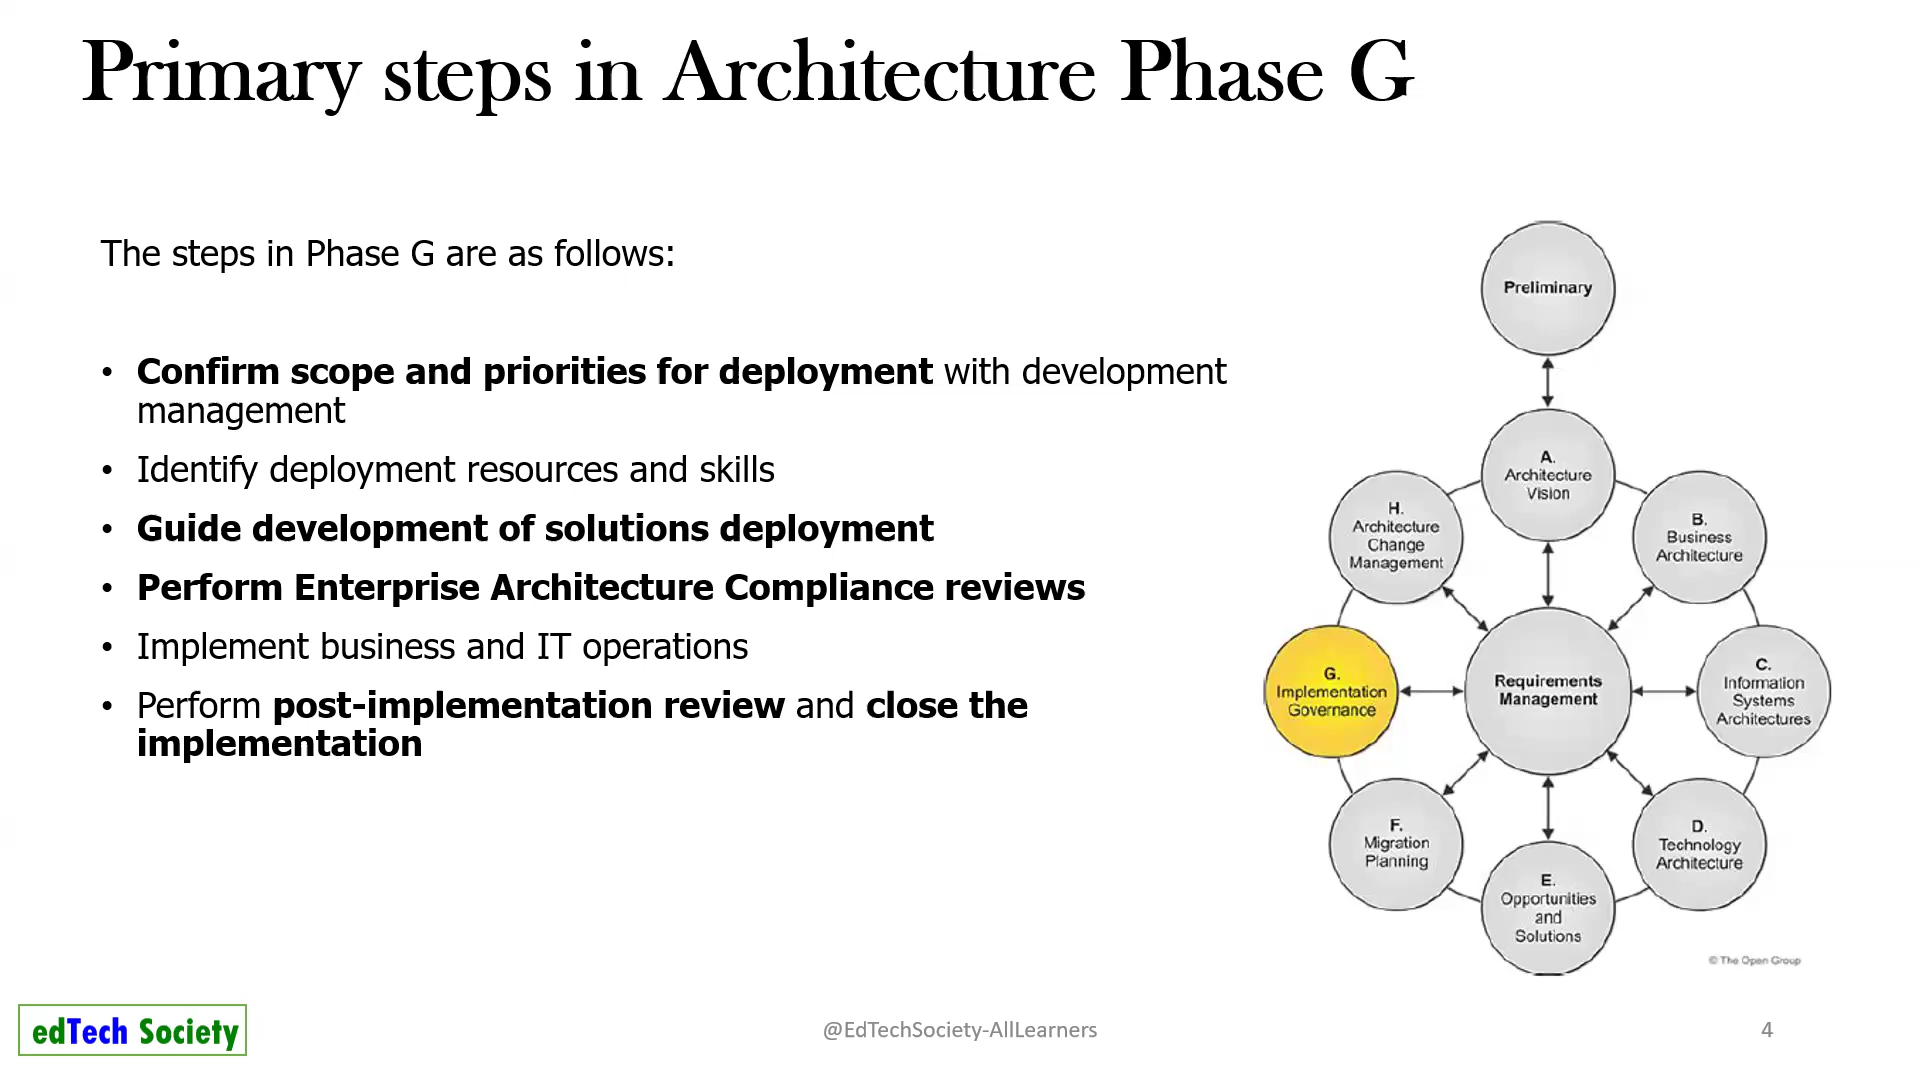 Primary steps in Architecture Phase G
The steps in Phase G are as follows:
• Confirm scope and priorities for deployment with development
management
• Identify deployment resources and skills
• Guide development of solutions deployment
• Perform Enterprise Architecture Compliance reviews
• Implement business and IT operations
• Perform post-implementation review and close the
implementation
Preliminary
A.
Architecture
Vision
B.
Business
Architecture
C.
Information
Systems
Architectures
D.
Technology
Architecture
E.
Opportunities
and
Solutions
F.
Migration
Planning
G.
Implementation
Governance
H.
Architecture
Change
Management
Requirements
Management
© The Open Group
edTech Society
@EdTechSociety-AllLearners
4